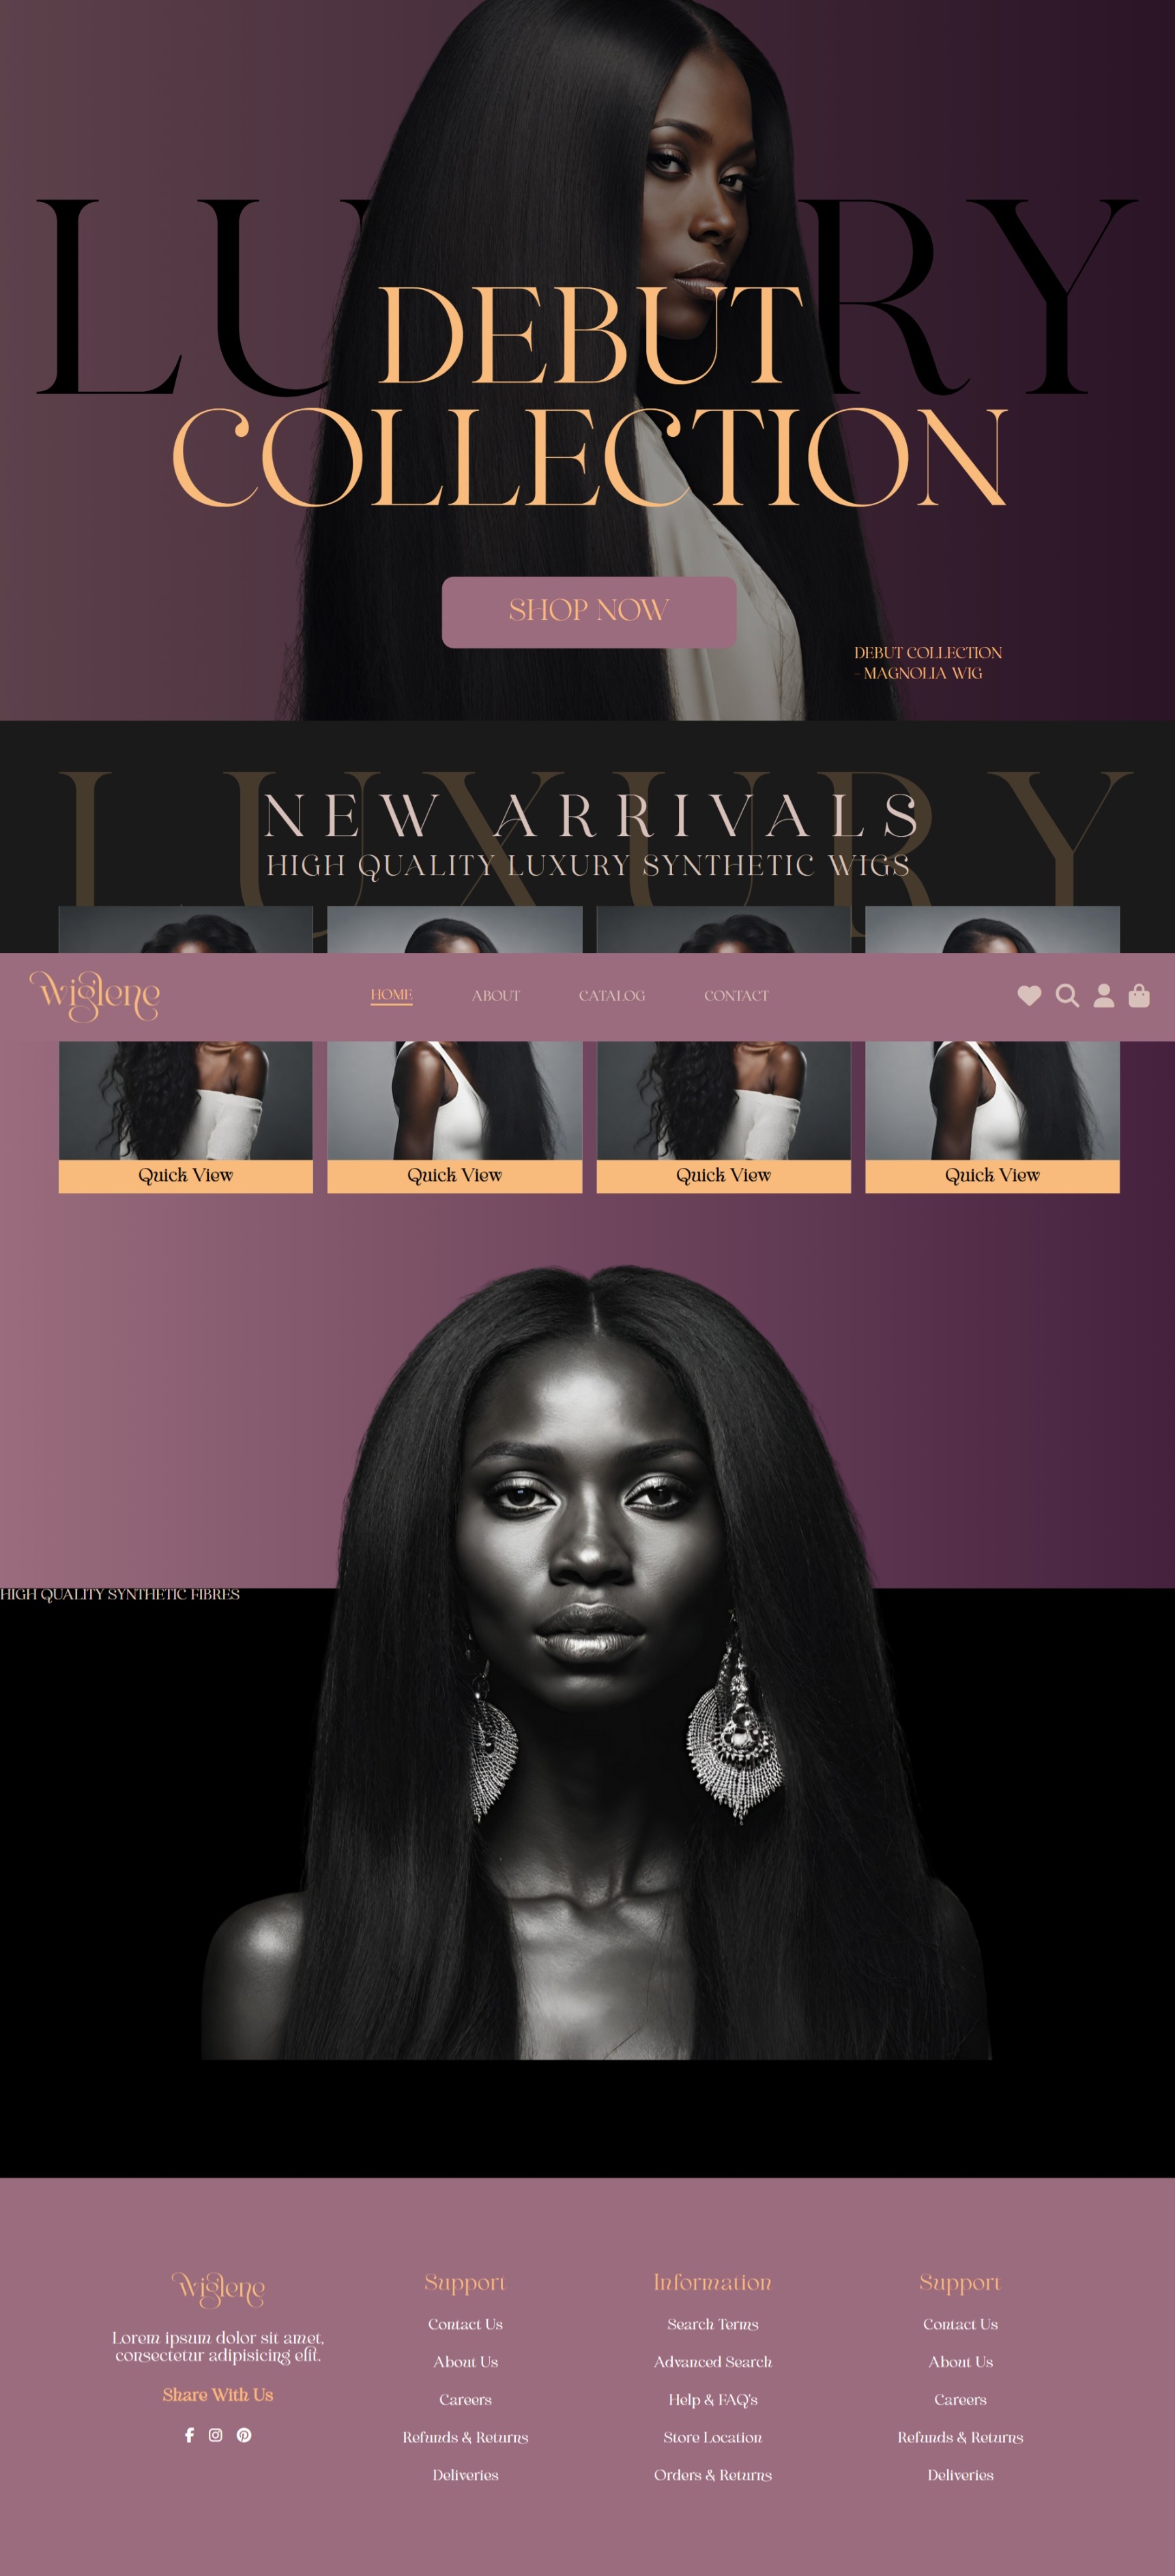 LUXURY
DEBUT
COLLECTION
SHOP NOW
DEBUT COLLECTION
- MAGNOLIA WIG
LUXURY
NEW ARRIVALS
HIGH QUALITY LUXURY SYNTHETIC WIGS
Wiglene
HOME
ABOUT
CATALOG
CONTACT
Quick View
Quick View
Quick View
Quick View
HIGH QUALITY SYNTHETIC FIBRES
Wiglene
Lorem ipsum dolor sit amet,
consectetur adipisicing elit.
Share With Us
Support
Contact Us
About Us
Careers
Refunds & Returns
Deliveries
Information
Search Terms
Advanced Search
Help & FAQ's
Store Location
Orders & Returns
Support
Contact Us
About Us
Careers
Refunds & Returns
Deliveries